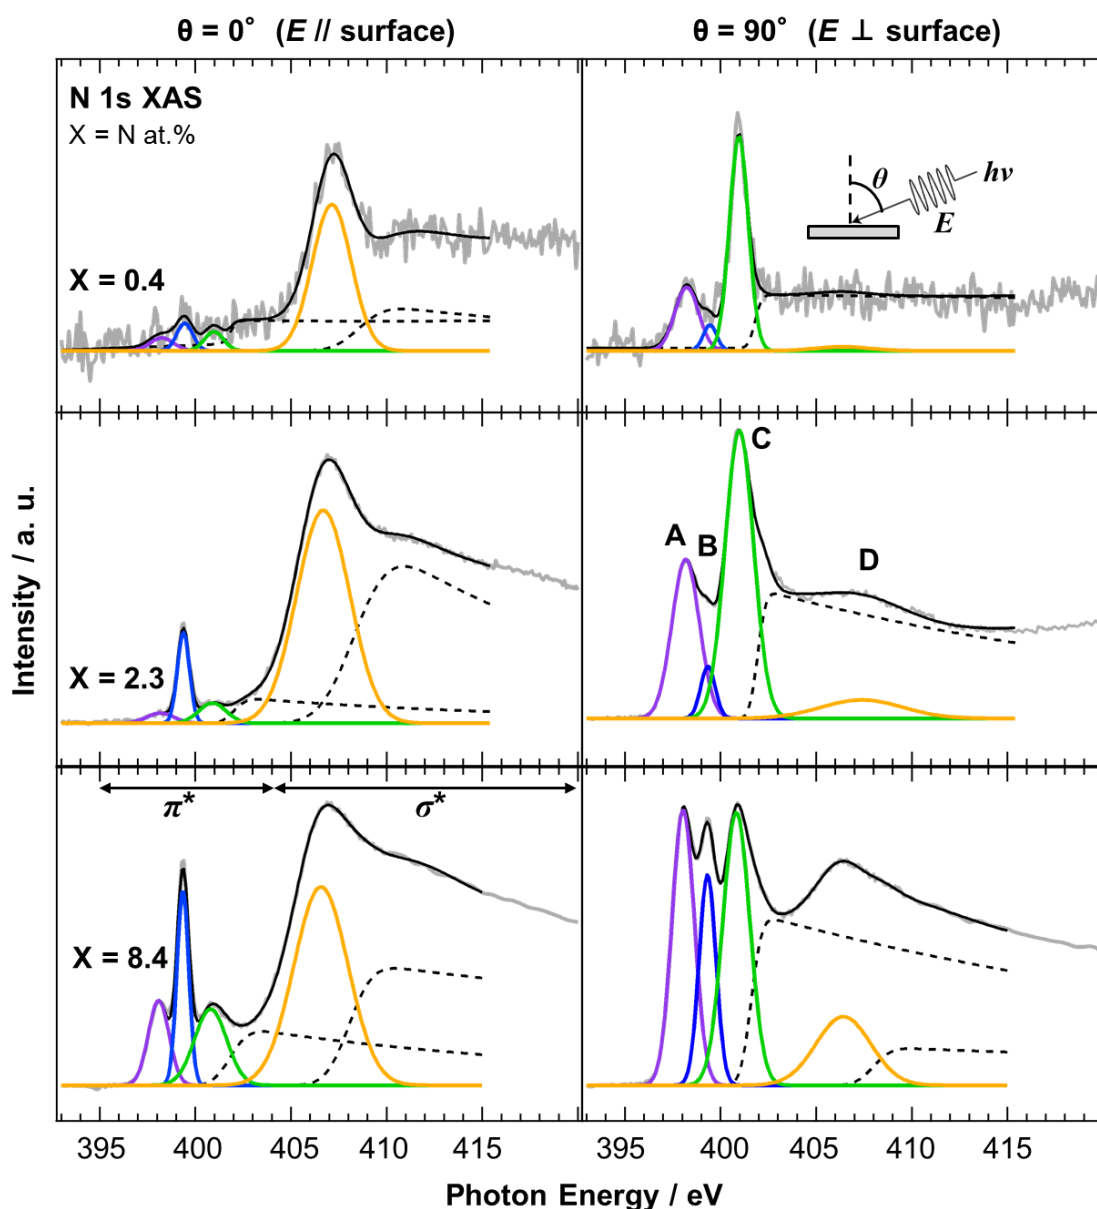 θ = 0° (E // surface)
θ = 90° (E ⊥ surface)
N 1s XAS
X = N at.%
X = 0.4
θ
hν
E
X = 2.3
A
B
C
D
π*
σ*
X = 8.4
395 400 405 410 415
395 400 405 410 415
Intensity / a. u.
Photon Energy / eV